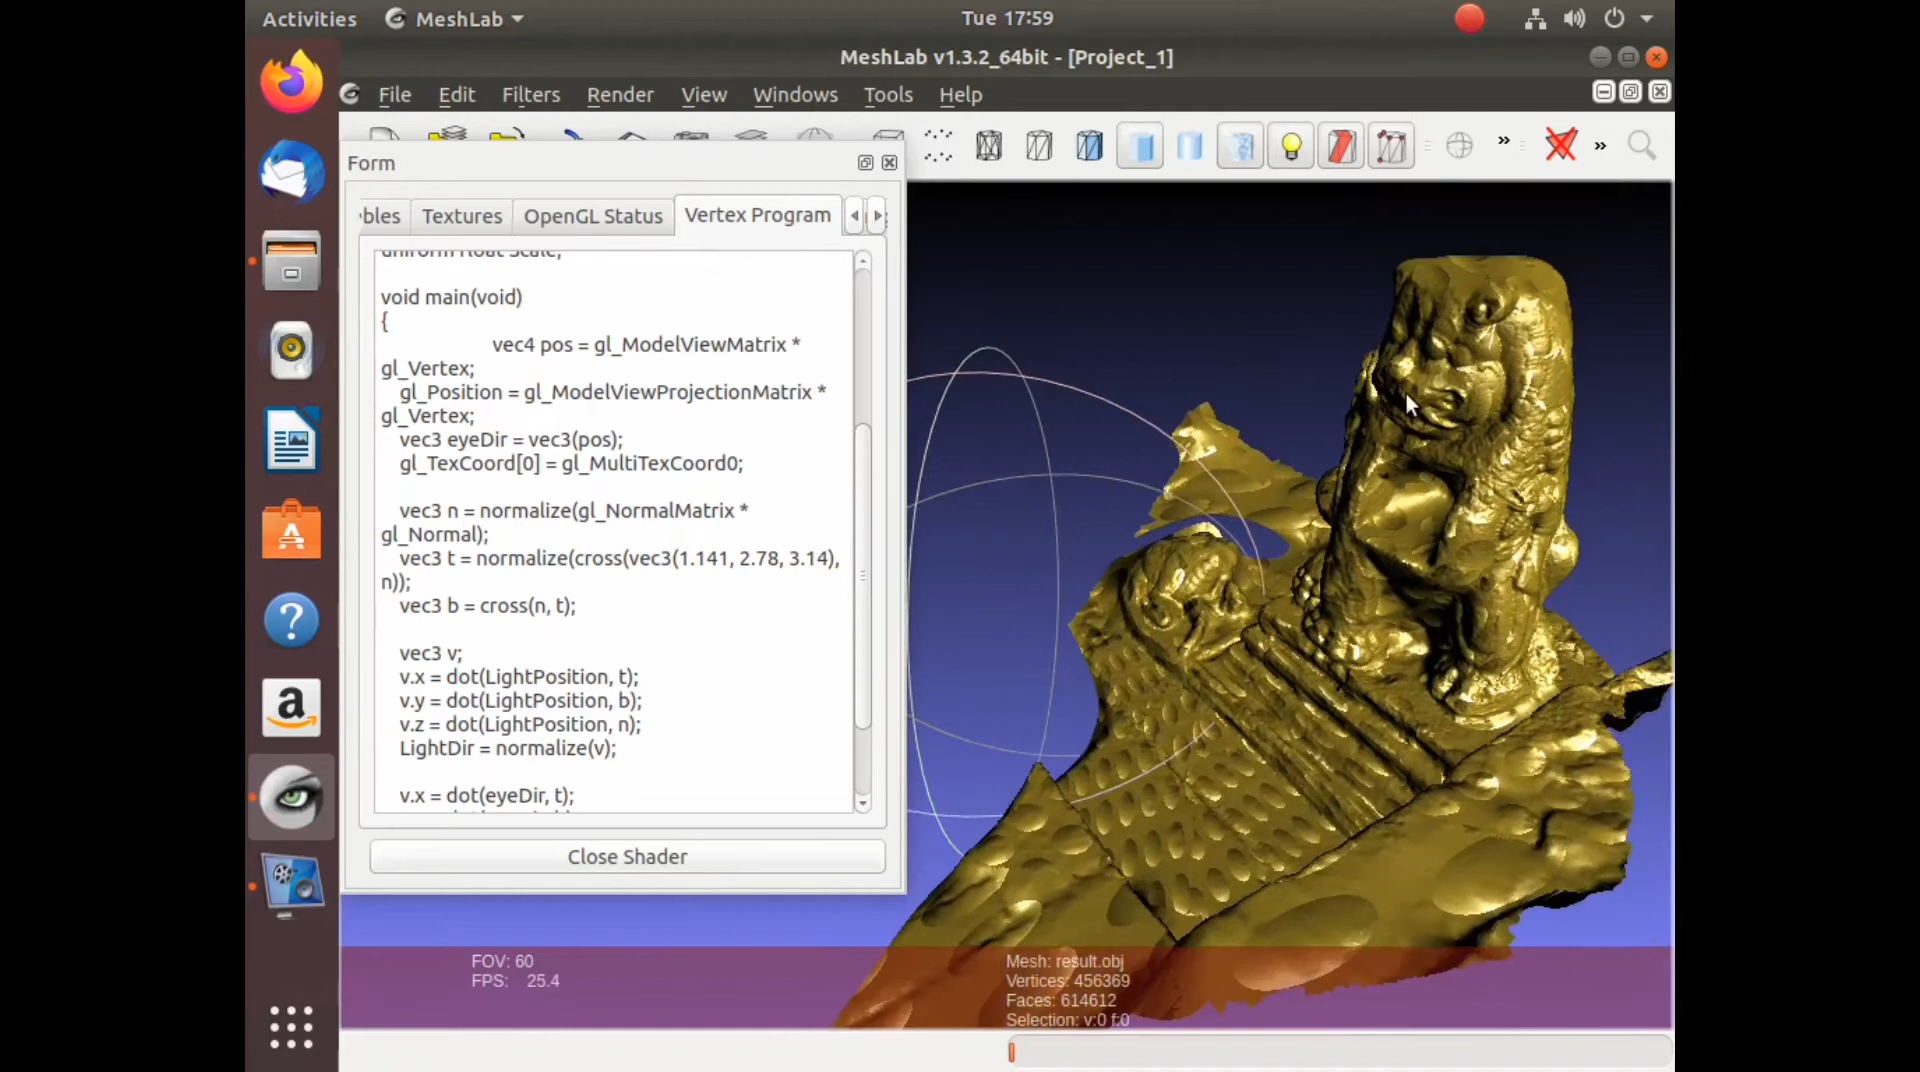 Activities
MeshLab
Tue 17:59
MeshLab v1.3.2_64bit - [Project_1]
File Edit Filters Render View Windows Tools Help
Form
bles Textures OpenGL Status Vertex Program
uniform float Scale;
void main(void)
{
vec4 pos = gl_ModelViewMatrix *
gl_Vertex;
gl_Position = gl_ModelViewProjectionMatrix *
gl_Vertex;
vec3 eyeDir = vec3(pos);
gl_TexCoord[0] = gl_MultiTexCoord0;
vec3 n = normalize(gl_NormalMatrix *
gl_Normal);
vec3 t = normalize(cross(vec3(1.141, 2.78, 3.14),
n));
vec3 b = cross(n, t);
vec3 v;
v.x = dot(LightPosition, t);
v.y = dot(LightPosition, b);
v.z = dot(LightPosition, n);
LightDir = normalize(v);
v.x = dot(eyeDir, t);
Close Shader
FOV: 60
FPS: 25.4
Mesh: result.obj
Vertices: 456369
Faces: 614612
Selection: v:0 f:0